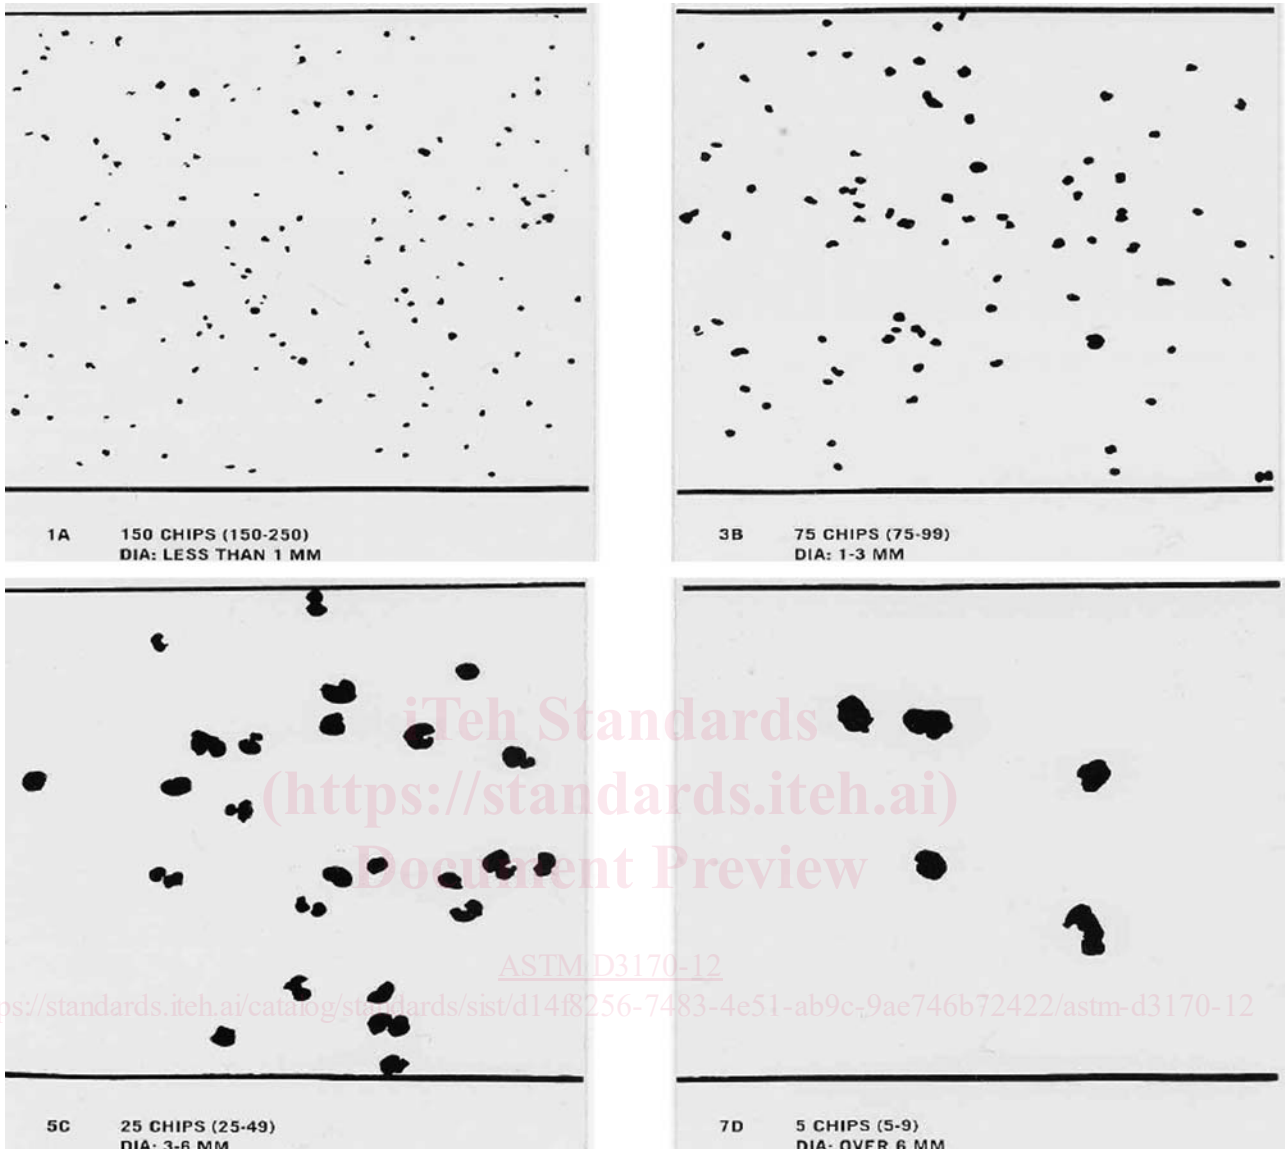 1A 150 CHIPS (150-250)
DIA: LESS THAN 1 MM
3B 75 CHIPS (75-99)
DIA: 1-3 MM
iTeh Standards
(https://standards.iteh.ai)
Document Preview
ASTM D3170-12
ps://standards.iteh.ai/catalog/standards/sist/d14f8256-7483-4e51-ab9c-9ae746b72422/astm-d3170-12
5C 25 CHIPS (25-49)
DIA: 3-6 MM
7D 5 CHIPS (5-9)
DIA: OVER 6 MM